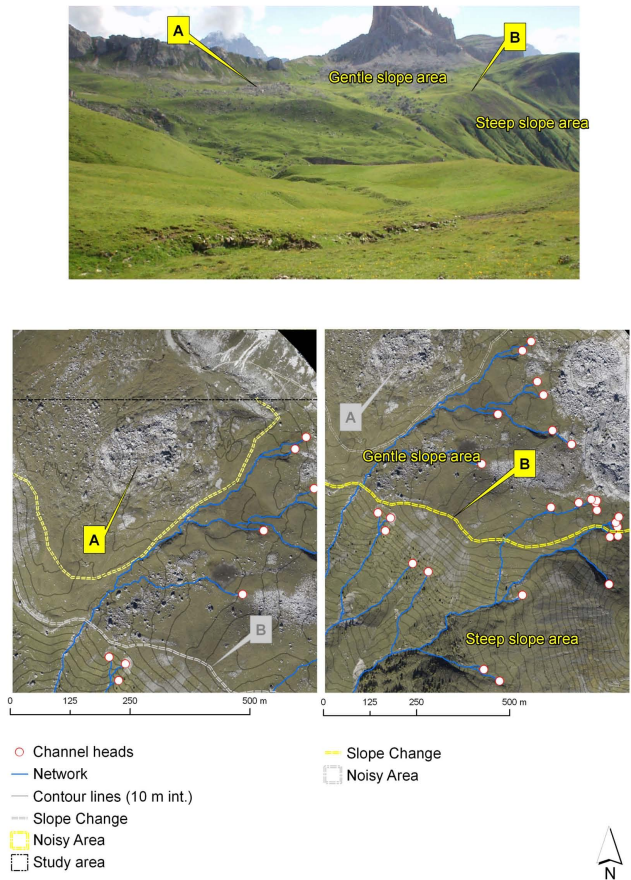 A
B
Gentle slope area
Steep slope area
A
B
A
Gentle slope area
B
Steep slope area
0 125 250 500 m
0 125 250 500 m
Channel heads
Network
Contour lines (10 m int.)
Slope Change
Noisy Area
Study area
Slope Change
Noisy Area
N